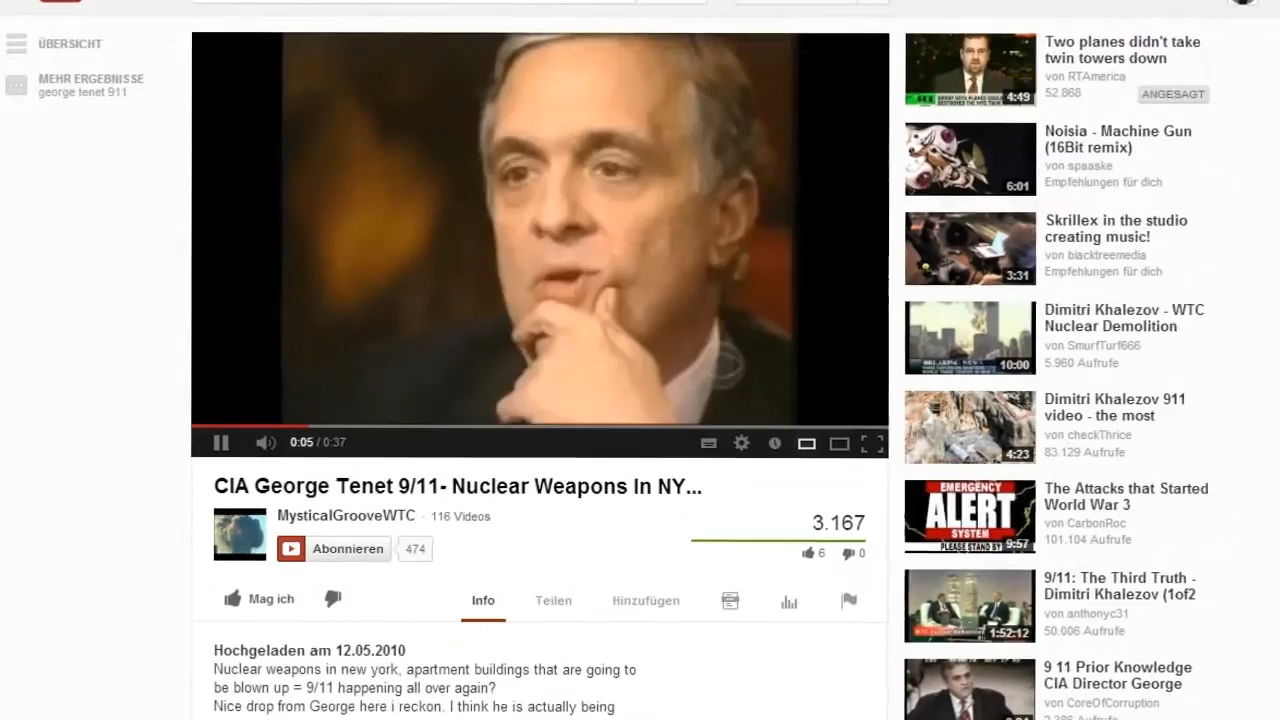 ÜBERSICHT
MEHR ERGEBNISSE
george tenet 911
0:05 / 0:37
CIA George Tenet 9/11- Nuclear Weapons In NY...
MysticalGrooveWTC · 116 Videos
Abonnieren 474
3.167
6 0
Mag ich
Info Teilen Hinzufügen
Hochgeladen am 12.05.2010
Nuclear weapons in new york, apartment buildings that are going to
be blown up = 9/11 happening all over again?
Nice drop from George here i reckon. I think he is actually being
Two planes didn't take
twin towers down
von RTAmerica
52.868 ANGESAGT
4:49
Noisia - Machine Gun
(16Bit remix)
von spaaske
Empfehlungen für dich
6:01
Skrillex in the studio
creating music!
von blacktreemedia
Empfehlungen für dich
3:31
Dimitri Khalezov - WTC
Nuclear Demolition
von SmurfTurf666
5.960 Aufrufe
10:00
Dimitri Khalezov 911
video - the most
von checkThrice
83.129 Aufrufe
4:23
The Attacks that Started
World War 3
von CarbonRoc
101.104 Aufrufe
EMERGENCY
ALERT
SYSTEM
PLEASE STAND BY
9:57
9/11: The Third Truth -
Dimitri Khalezov (1of2
von anthonyc31
50.006 Aufrufe
1:52:12
9 11 Prior Knowledge
CIA Director George
von CoreOfCorruption